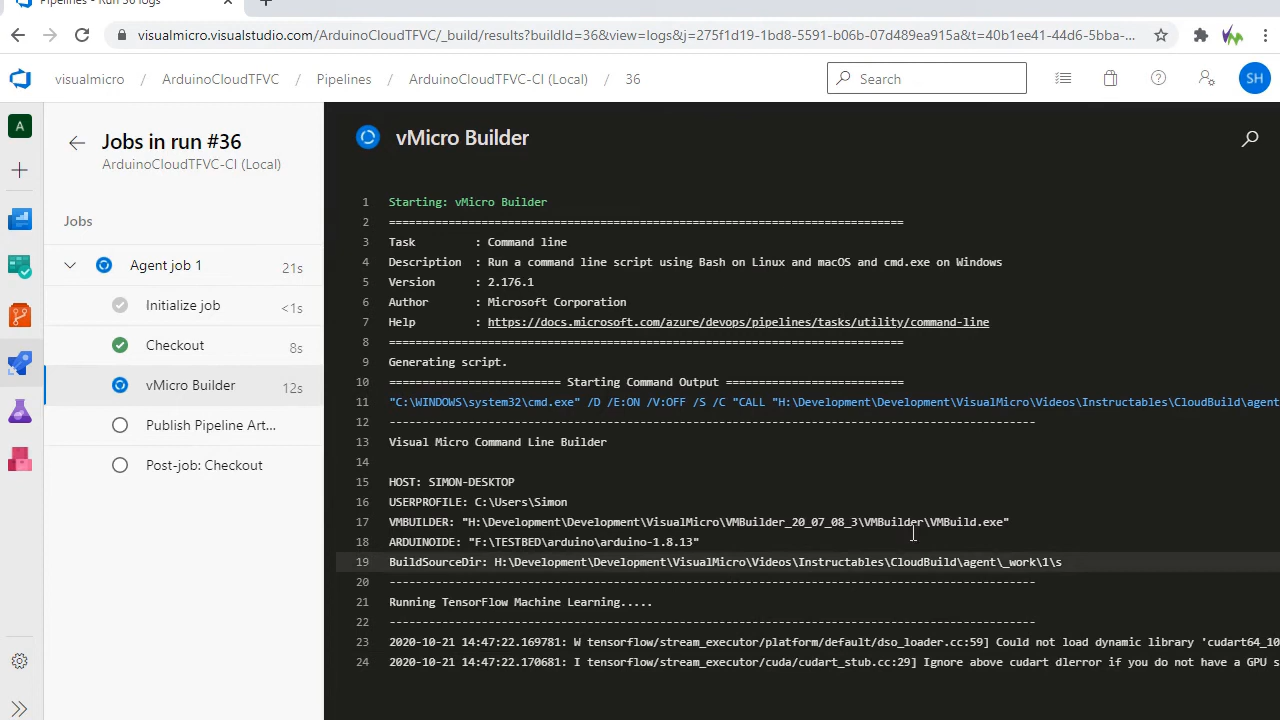 Pipelines - Run 36 logs
visualmicro.visualstudio.com/ArduinoCloudTFVC/_build/results?buildId=36&view=logs&j=275f1d19-1bd8-5591-b06b-07d489ea915a&t=40b1ee41-44d6-5bba-...
visualmicro / ArduinoCloudTFVC / Pipelines / ArduinoCloudTFVC-CI (Local) / 36
Search
SH
A
Jobs in run #36
ArduinoCloudTFVC-CI (Local)
Jobs
Agent job 1 21s
Initialize job <1s
Checkout 8s
vMicro Builder 12s
Publish Pipeline Art...
Post-job: Checkout
vMicro Builder
1 Starting: vMicro Builder
2 ==============================================================================
3 Task : Command line
4 Description : Run a command line script using Bash on Linux and macOS and cmd.exe on Windows
5 Version : 2.176.1
6 Author : Microsoft Corporation
7 Help : https://docs.microsoft.com/azure/devops/pipelines/tasks/utility/command-line
8 ==============================================================================
9 Generating script.
10 ========================== Starting Command Output ===========================
11 "C:\WINDOWS\system32\cmd.exe" /D /E:ON /V:OFF /S /C "CALL "H:\Development\Development\VisualMicro\Videos\Instructables\CloudBuild\agent
12 --------------------------------------------------------------------------------------------------
13 Visual Micro Command Line Builder
14
15 HOST: SIMON-DESKTOP
16 USERPROFILE: C:\Users\Simon
17 VMBUILDER: "H:\Development\Development\VisualMicro\VMBuilder_20_07_08_3\VMBuilder\VMBuild.exe"
18 ARDUINOIDE: "F:\TESTBED\arduino\arduino-1.8.13"
19 BuildSourceDir: H:\Development\Development\VisualMicro\Videos\Instructables\CloudBuild\agent\_work\1\s
20 --------------------------------------------------------------------------------------------------
21 Running TensorFlow Machine Learning.....
22 --------------------------------------------------------------------------------------------------
23 2020-10-21 14:47:22.169781: W tensorflow/stream_executor/platform/default/dso_loader.cc:59] Could not load dynamic library 'cudart64_10
24 2020-10-21 14:47:22.170681: I tensorflow/stream_executor/cuda/cudart_stub.cc:29] Ignore above cudart dlerror if you do not have a GPU s